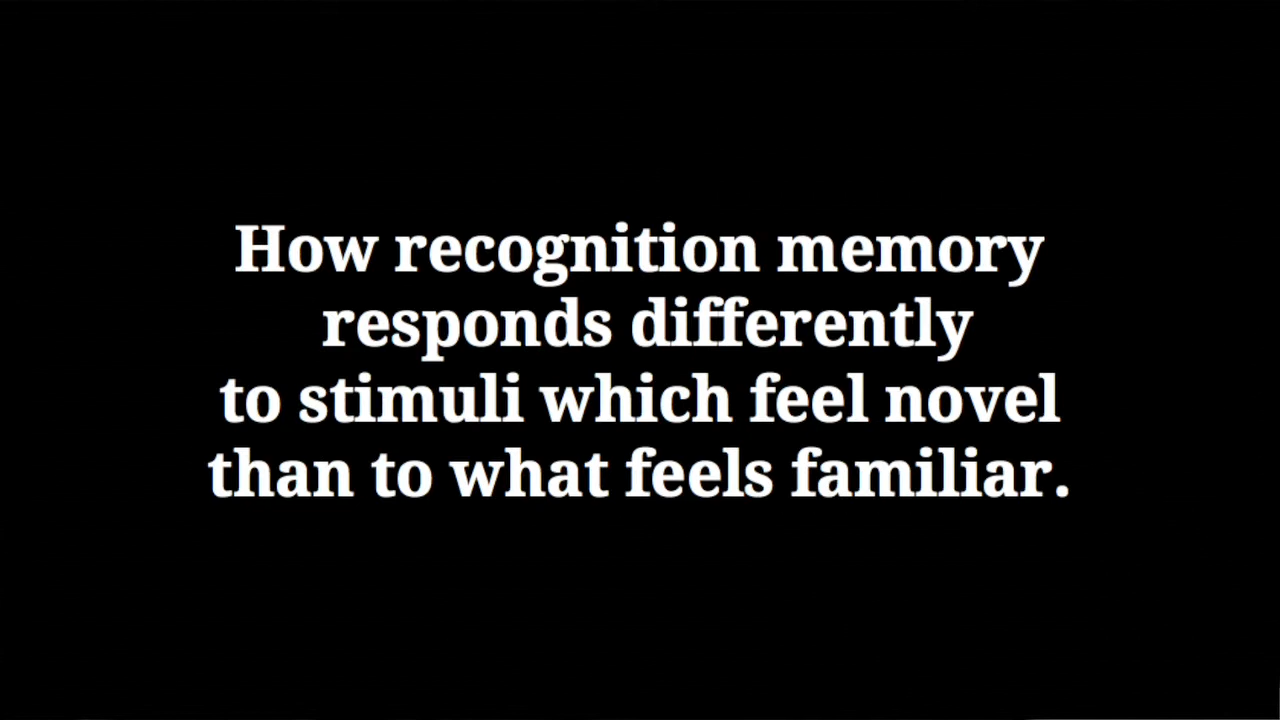 How recognition memory
responds differently
to stimuli which feel novel
than to what feels familiar.